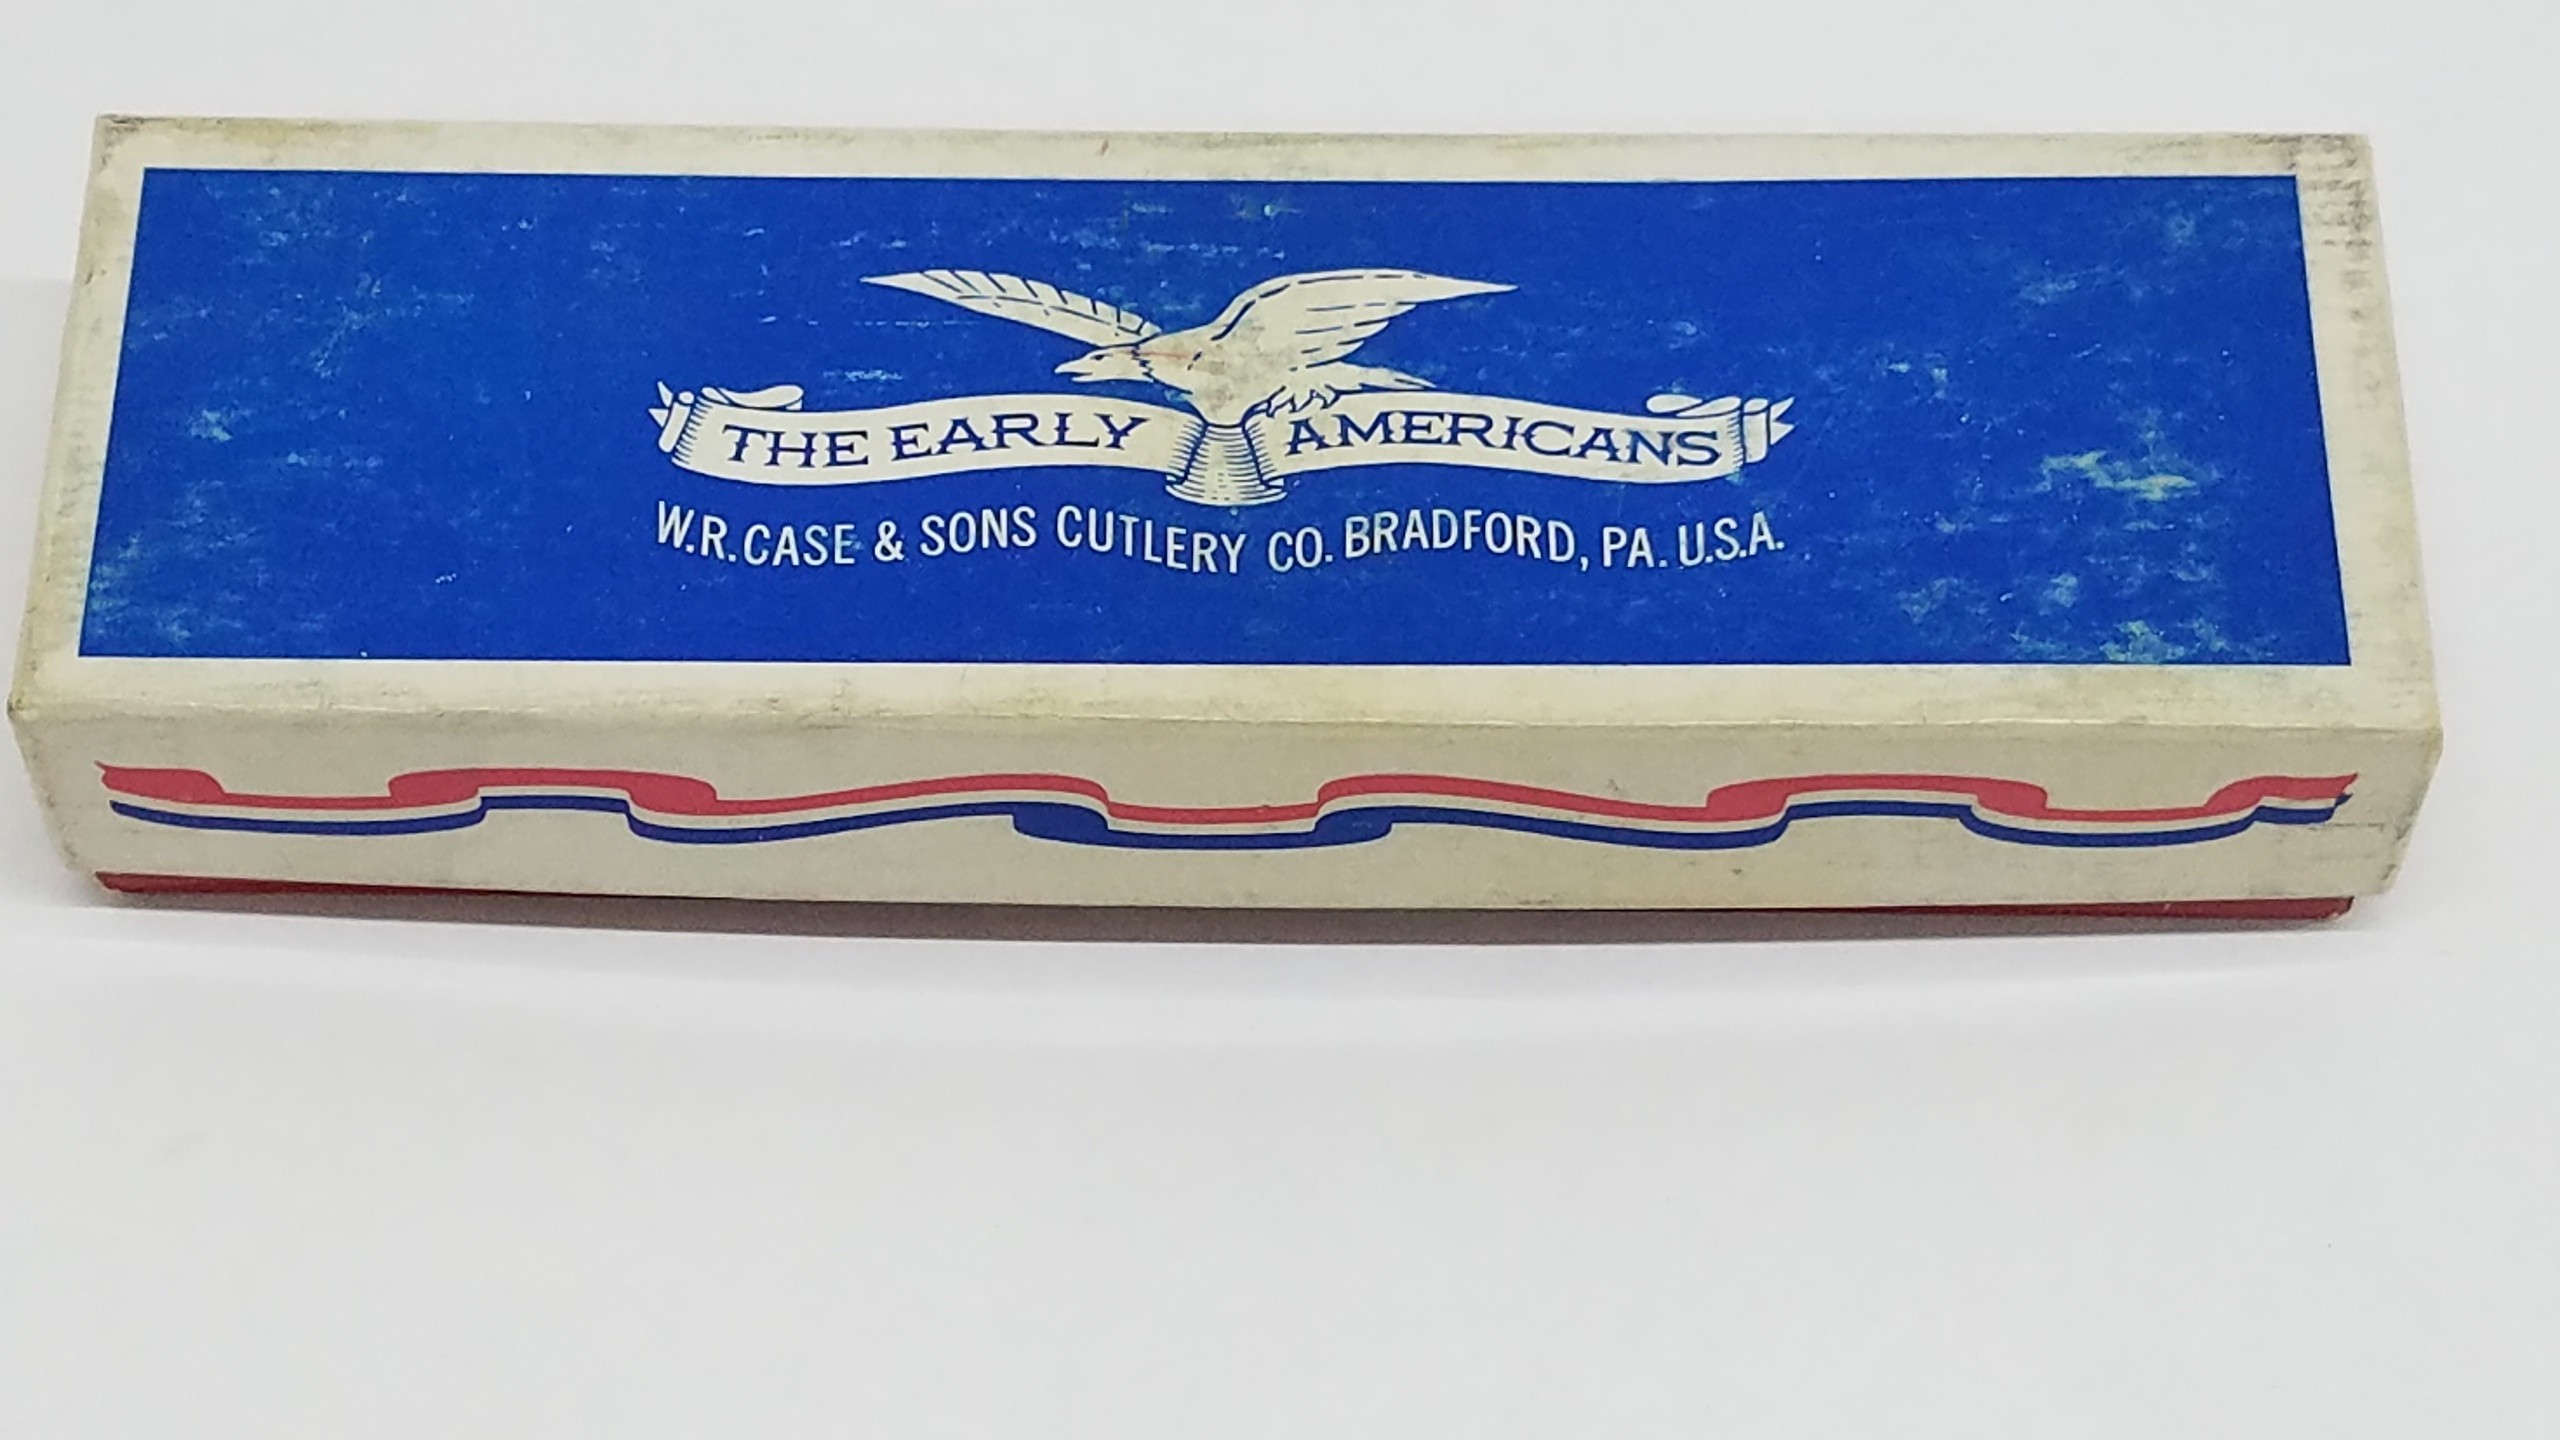 THE EARLY AMERICANS
W.R. CASE & SONS CUTLERY CO. BRADFORD, PA. U.S.A.